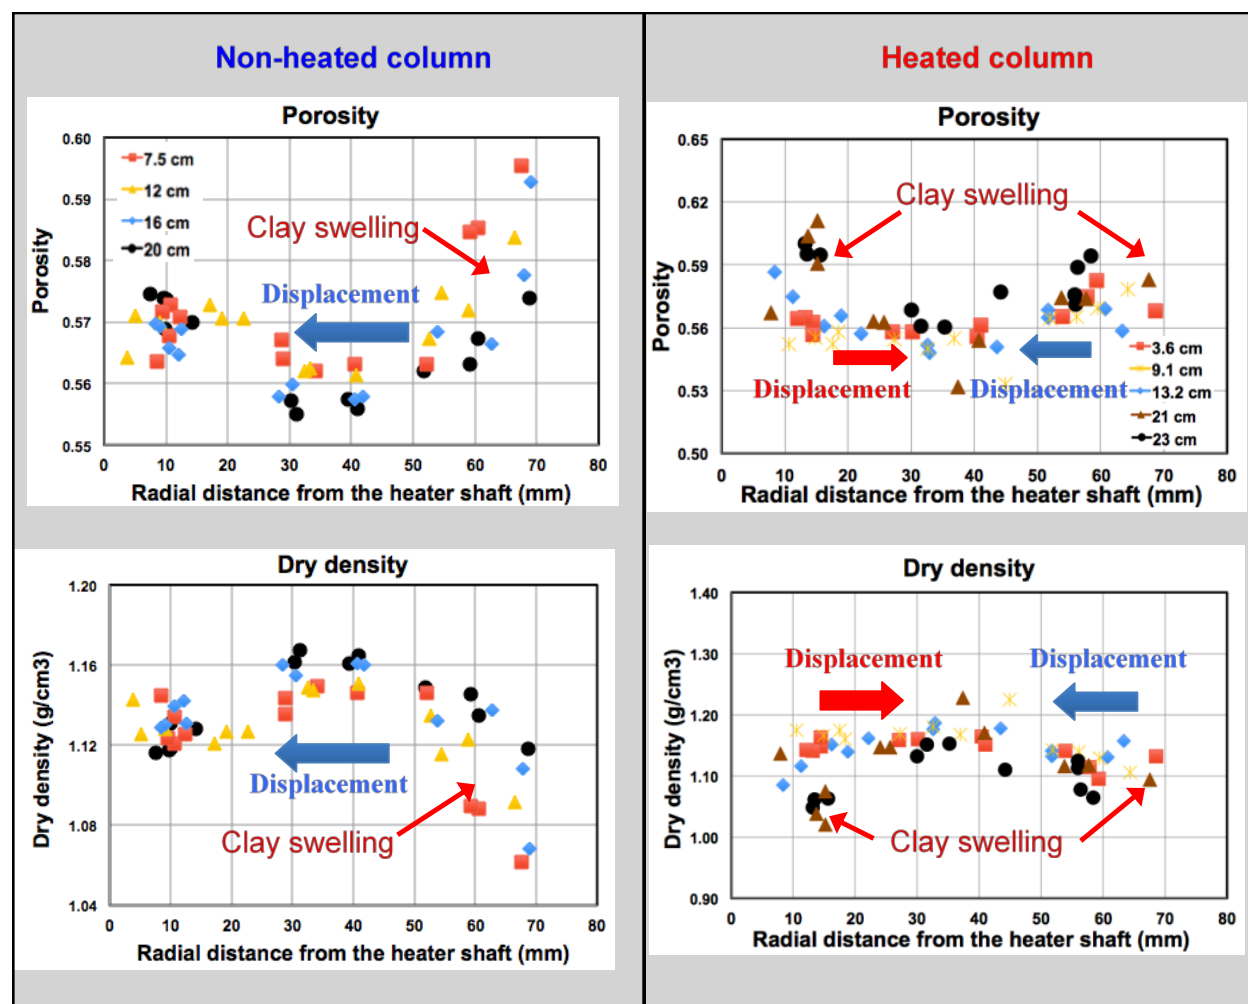 Non-heated column
Porosity
Porosity
0.60
0.59
0.58
0.57
0.56
0.55
7.5 cm
12 cm
16 cm
20 cm
Clay swelling
Displacement
0 10 20 30 40 50 60 70 80
Radial distance from the heater shaft (mm)
Dry density
Dry density (g/cm3)
1.20
1.16
1.12
1.08
1.04
Displacement
Clay swelling
0 10 20 30 40 50 60 70 80
Radial distance from the heater shaft (mm)
Heated column
Porosity
Porosity
0.65
0.62
0.59
0.56
0.53
0.50
Clay swelling
Displacement
Displacement
3.6 cm
9.1 cm
13.2 cm
21 cm
23 cm
0 10 20 30 40 50 60 70 80
Radial distance from the heater shaft (mm)
Dry density
Dry density (g/cm3)
1.40
1.30
1.20
1.10
1.00
0.90
Displacement
Displacement
Clay swelling
0 10 20 30 40 50 60 70 80
Radial distance from the heater shaft (mm)